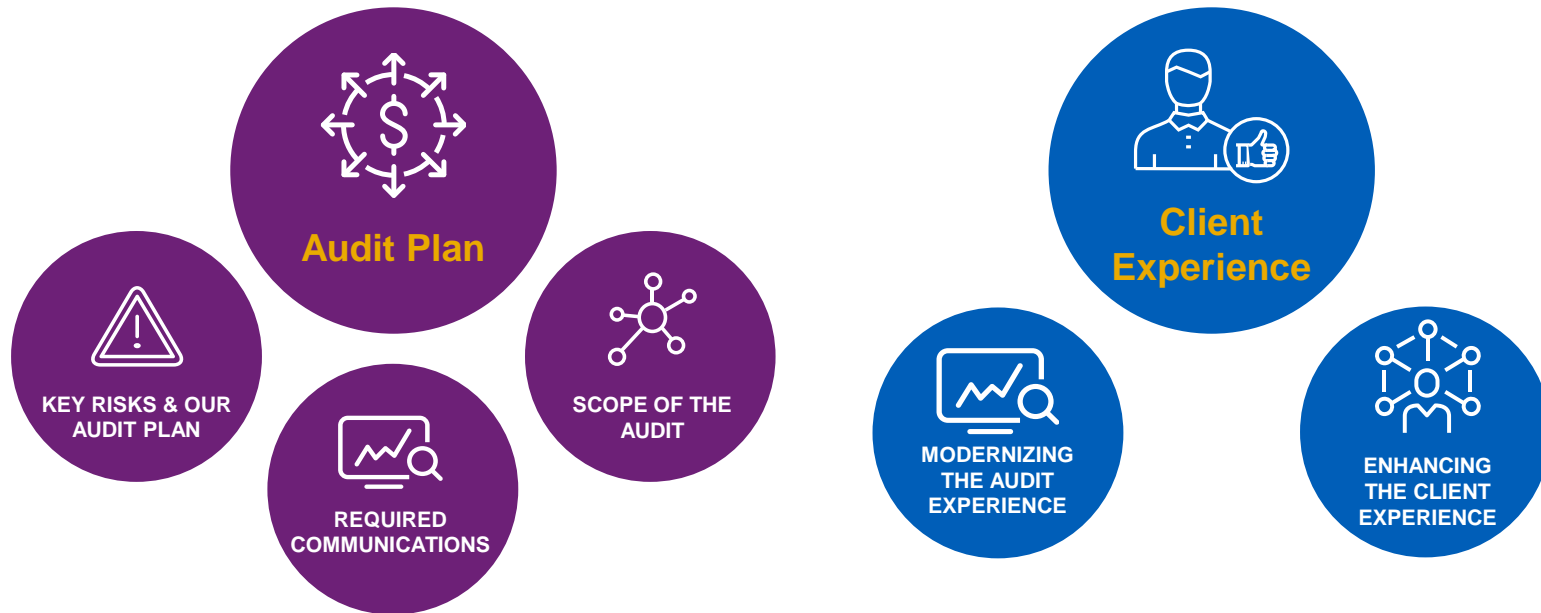 Audit Plan
KEY RISKS & OUR
AUDIT PLAN
REQUIRED
COMMUNICATIONS
SCOPE OF THE
AUDIT
Client
Experience
MODERNIZING
THE AUDIT
EXPERIENCE
ENHANCING
THE CLIENT
EXPERIENCE